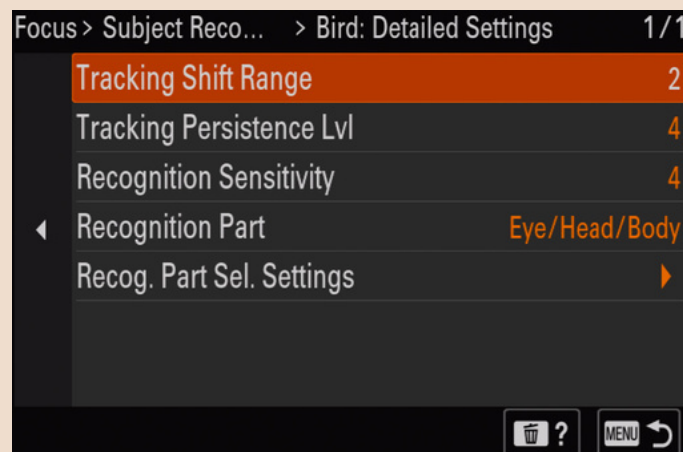 Focus > Subject Reco... > Bird: Detailed Settings 1/1
Tracking Shift Range 2
Tracking Persistence Lvl 4
Recognition Sensitivity 4
Recognition Part Eye/Head/Body
Recog. Part Sel. Settings
? MENU